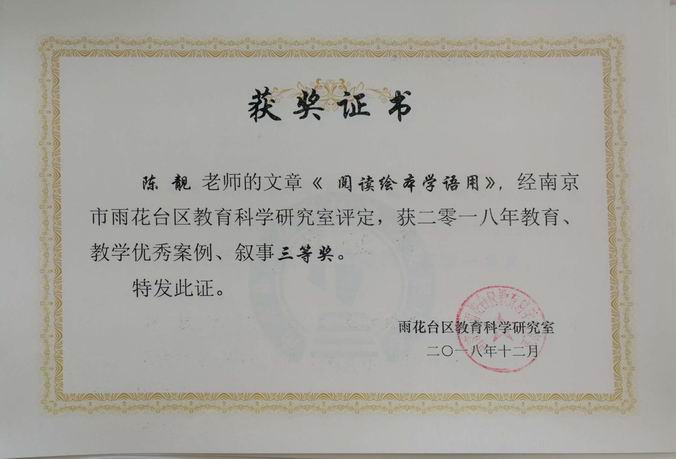 获奖证书
陈靓老师的文章《阅读绘本学语用》，经南京
市雨花台区教育科学研究室评定，获二零一八年教育、
教学优秀案例、叙事三等奖。
特发此证。
雨花台区教育科学研究室
二〇一八年十二月